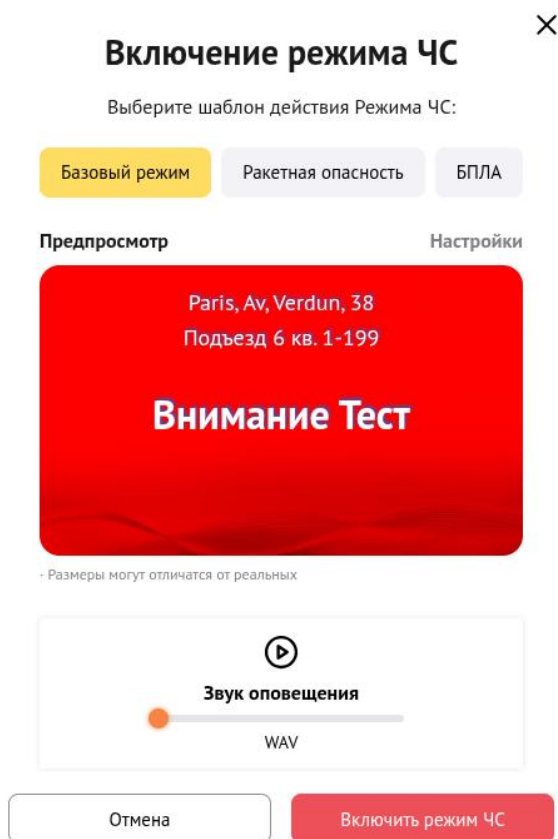 Включение режима ЧС
Выберите шаблон действия Режима ЧС:
Базовый режим Ракетная опасность БПЛА
Предпросмотр Настройки
Paris, Av, Verdun, 38
Подъезд 6 кв. 1-199
Внимание Тест
- Размеры могут отличатся от реальных
Звук оповещения
WAV
Отмена Включить режим ЧС